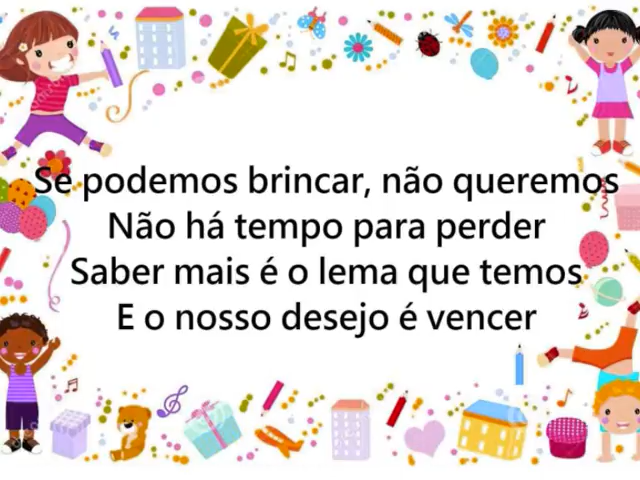 Se podemos brincar, não queremos
Não há tempo para perder
Saber mais é o lema que temos
E o nosso desejo é vencer